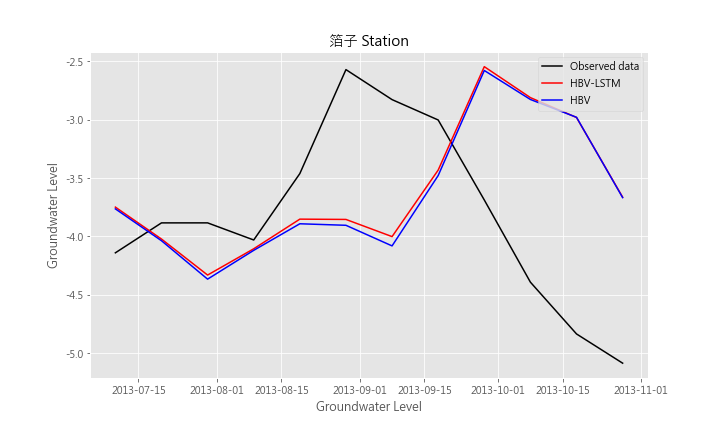 箔子 Station
Observed data
HBV-LSTM
HBV
Groundwater Level
-2.5
-3.0
-3.5
-4.0
-4.5
-5.0
2013-07-15
2013-08-01
2013-08-15
2013-09-01
2013-09-15
2013-10-01
2013-10-15
2013-11-01
Groundwater Level